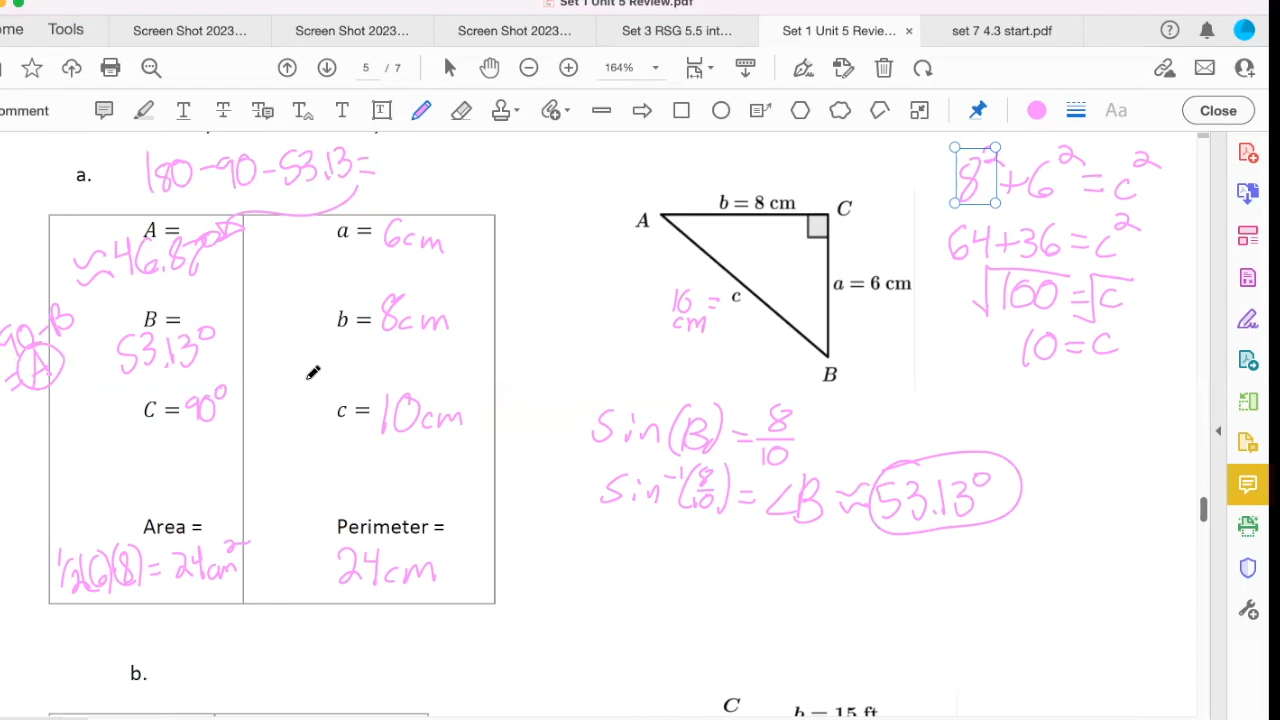 Set 1 Unit 5 Review.pdf
ome Tools Screen Shot 2023... Screen Shot 2023... Screen Shot 2023... Set 3 RSG 5.5 int... Set 1 Unit 5 Revie... × set 7 4.3 start.pdf
5 / 7 164%
omment Aa Close
a.
180-90-53.13=
A =
≈46.87°
B =
53.13°
C = 90°
90-B
= A
a = 6cm
b = 8cm
c = 10cm
Area =
1/2(6)(8) = 24cm²
Perimeter =
24cm
b = 8 cm
A
C
a = 6 cm
10 cm = c
B
8²+6²=c²
64+36=c²
√100=√c
10=c
Sin(B)=8/10
Sin⁻¹(8/10)=∠B≈53.13°
b.
C b = 15 ft